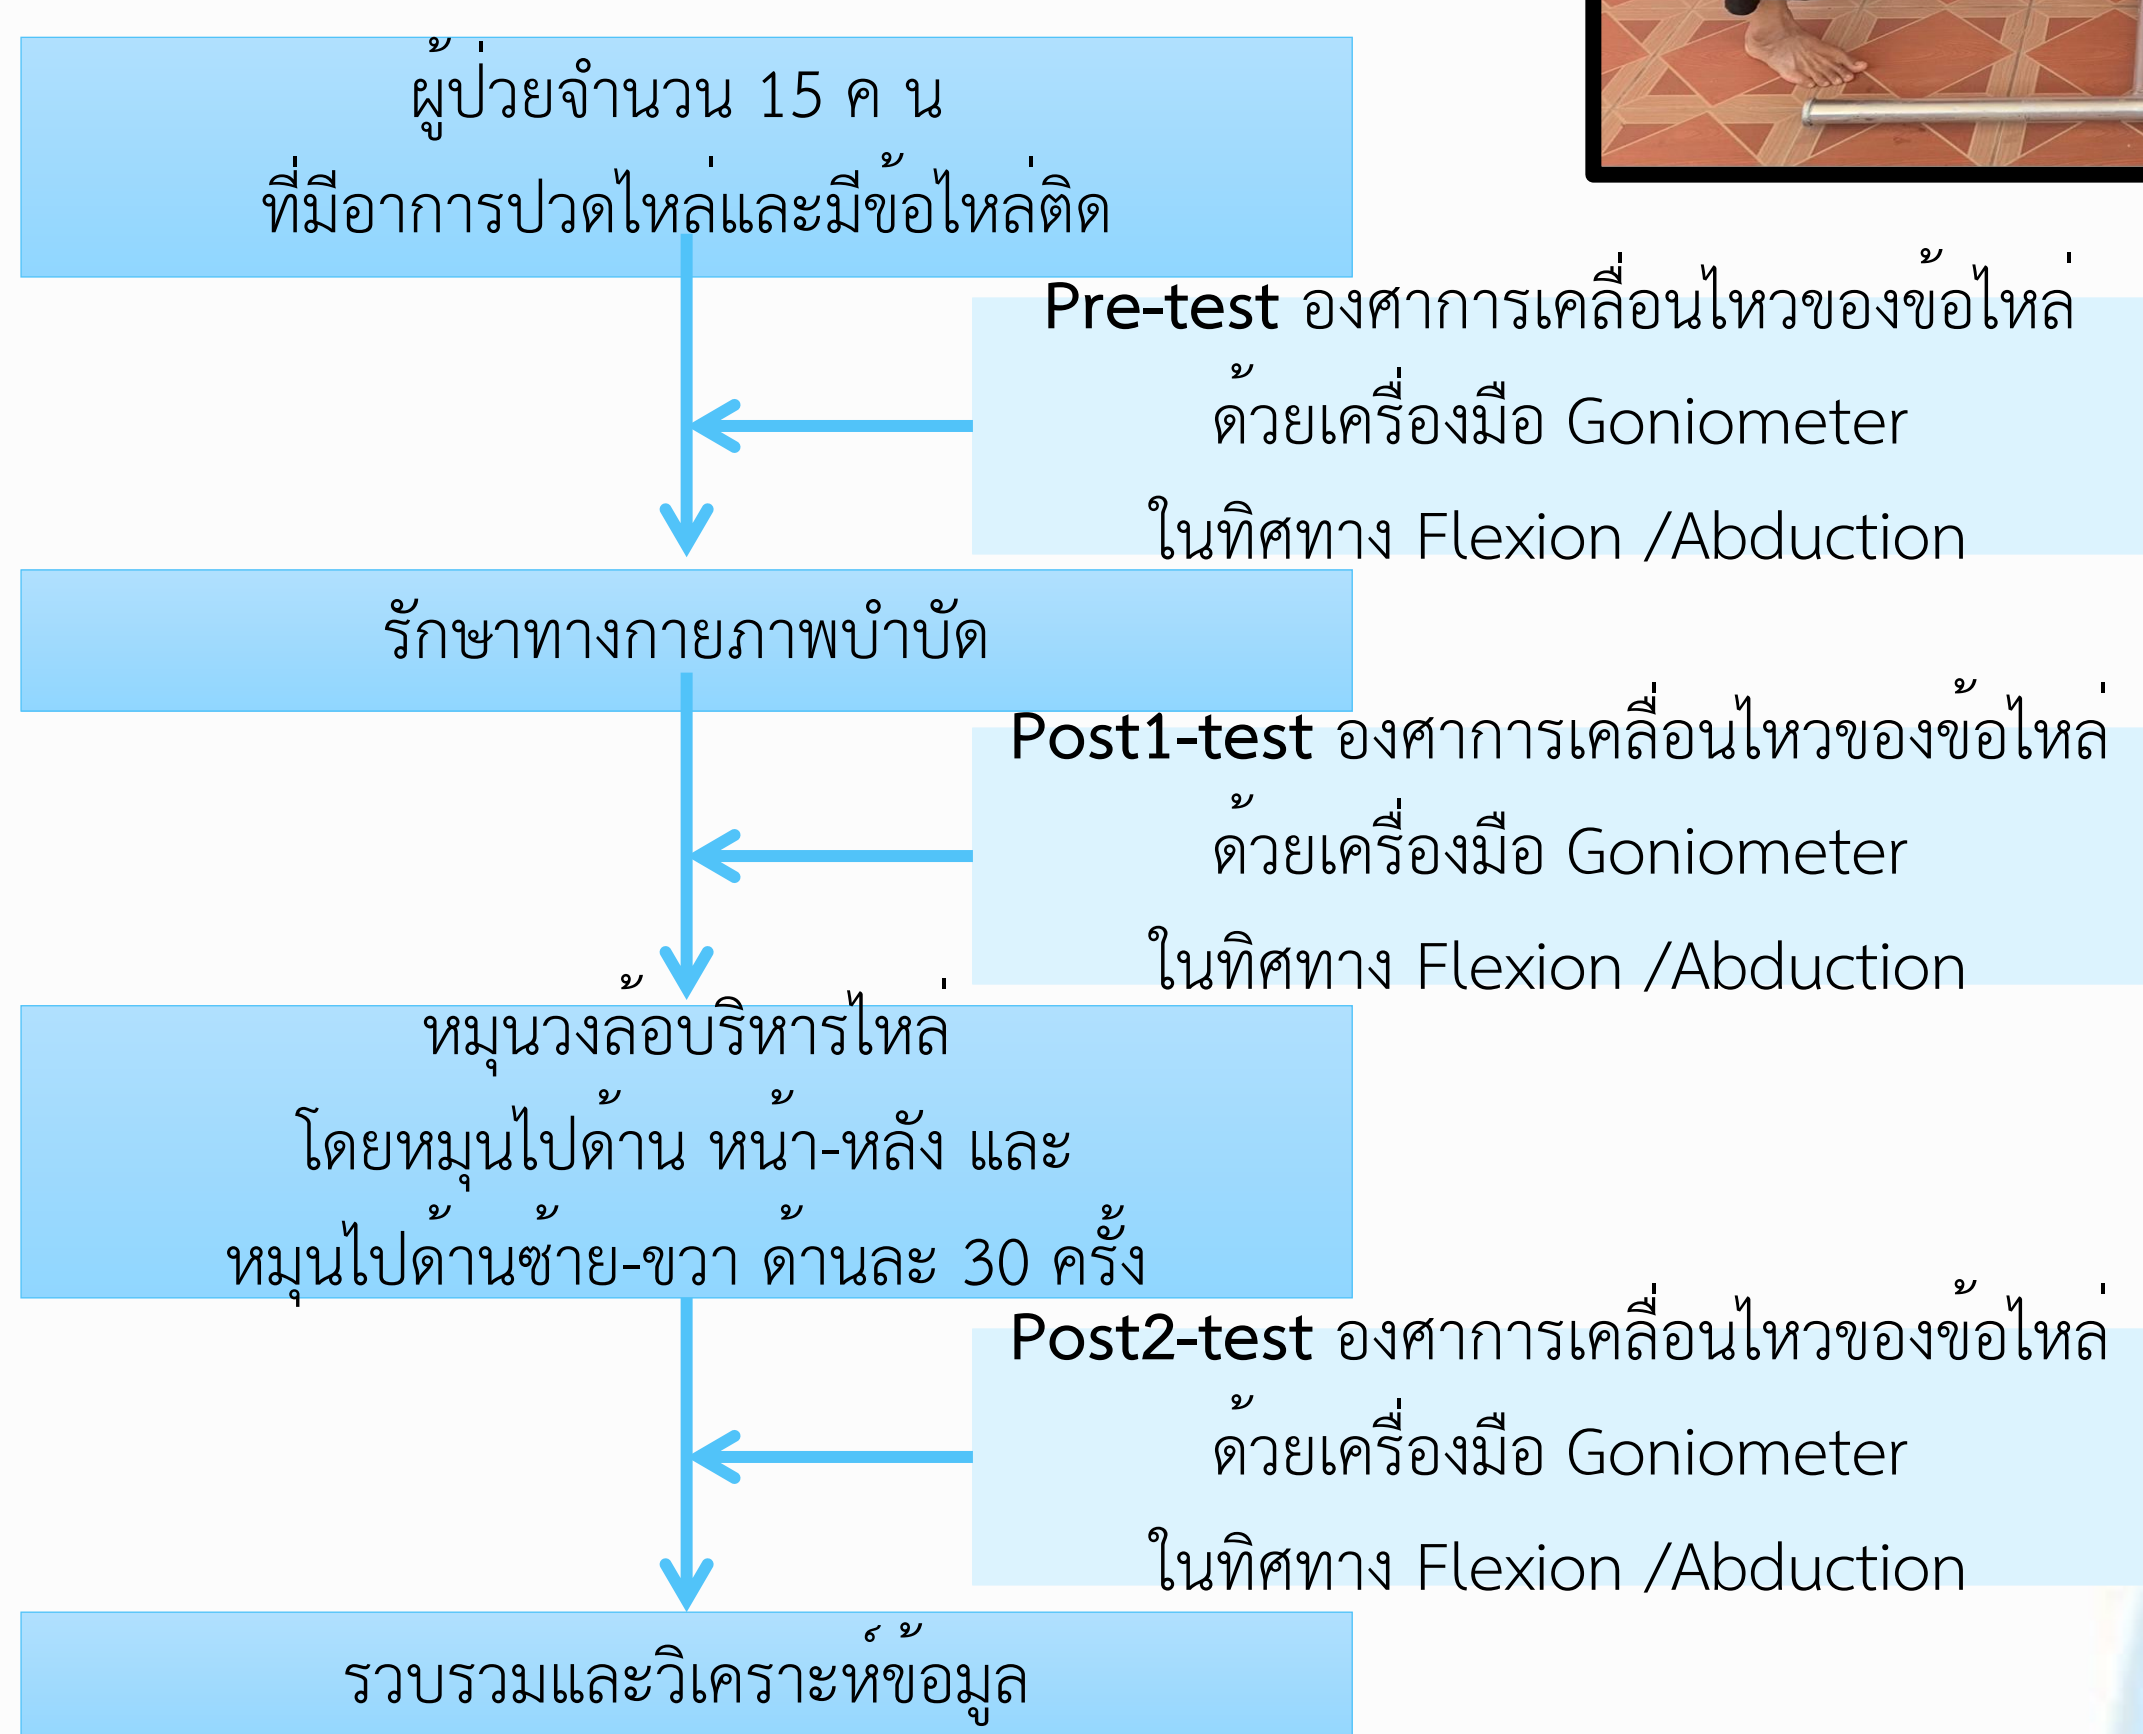 ผู้ป่วยจำนวน 15 ค น
ที่มีอาการปวดไหล่และมีข้อไหล่ติด
Pre-test องศาการเคลื่อนไหวของข้อไหล่
ด้วยเครื่องมือ Goniometer
ในทิศทาง Flexion /Abduction
รักษาทางกายภาพบำบัด
Post1-test องศาการเคลื่อนไหวของข้อไหล่
ด้วยเครื่องมือ Goniometer
ในทิศทาง Flexion /Abduction
หมุนวงล้อบริหารไหล่
โดยหมุนไปด้าน หน้า-หลัง และ
หมุนไปด้านซ้าย-ขวา ด้านละ 30 ครั้ง
Post2-test องศาการเคลื่อนไหวของข้อไหล่
ด้วยเครื่องมือ Goniometer
ในทิศทาง Flexion /Abduction
รวบรวมและวิเคราะห์ข้อมูล